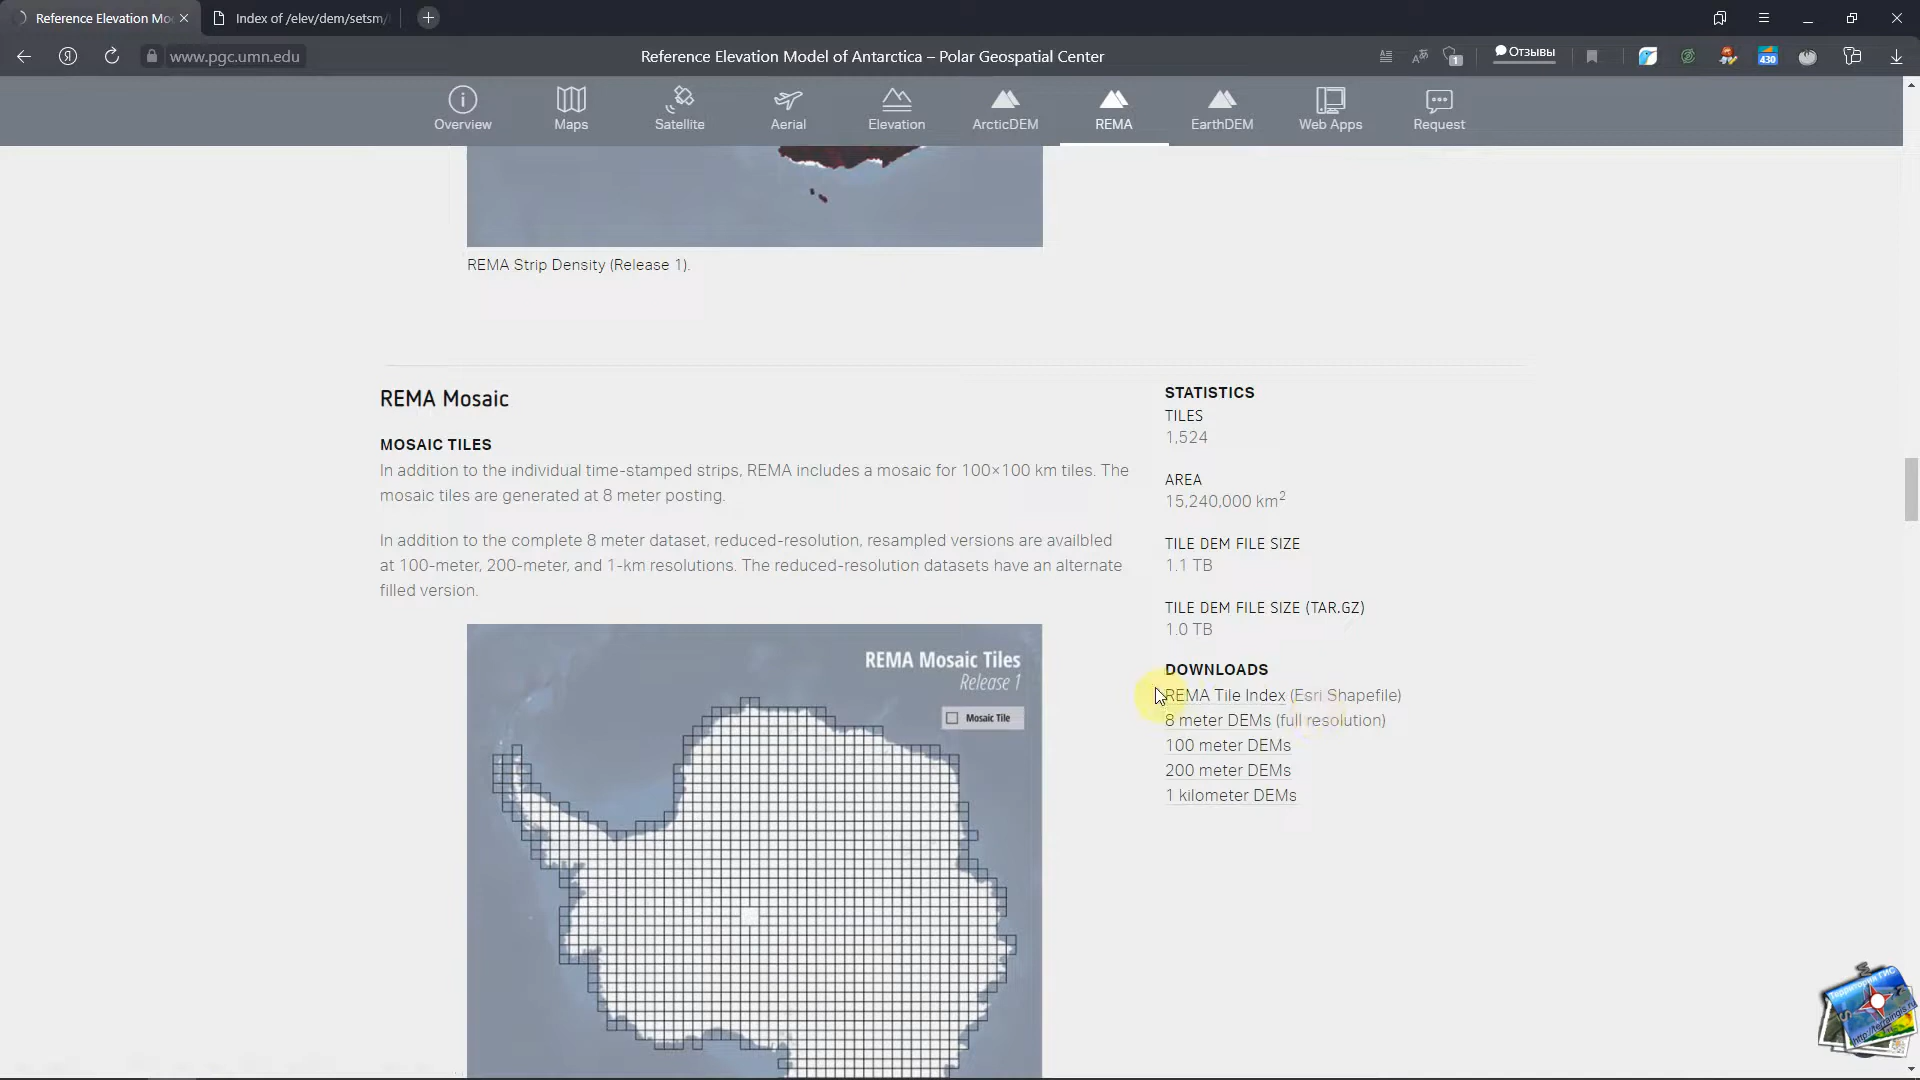 Reference Elevation Mo
Index of /elev/dem/setsm/
www.pgc.umn.edu
Reference Elevation Model of Antarctica – Polar Geospatial Center
1
Отзывы
430
Overview
Maps
Satellite
Aerial
Elevation
ArcticDEM
REMA
EarthDEM
Web Apps
Request
REMA Strip Density (Release 1).
REMA Mosaic
MOSAIC TILES
In addition to the individual time-stamped strips, REMA includes a mosaic for 100×100 km tiles. The
mosaic tiles are generated at 8 meter posting.
In addition to the complete 8 meter dataset, reduced-resolution, resampled versions are availbled
at 100-meter, 200-meter, and 1-km resolutions. The reduced-resolution datasets have an alternate
filled version.
REMA Mosaic Tiles
Release 1
Mosaic Tile
STATISTICS
TILES
1,524
AREA
15,240,000 km²
TILE DEM FILE SIZE
1.1 TB
TILE DEM FILE SIZE (TAR.GZ)
1.0 TB
DOWNLOADS
REMA Tile Index (Esri Shapefile)
8 meter DEMs (full resolution)
100 meter DEMs
200 meter DEMs
1 kilometer DEMs
Территория ГИС